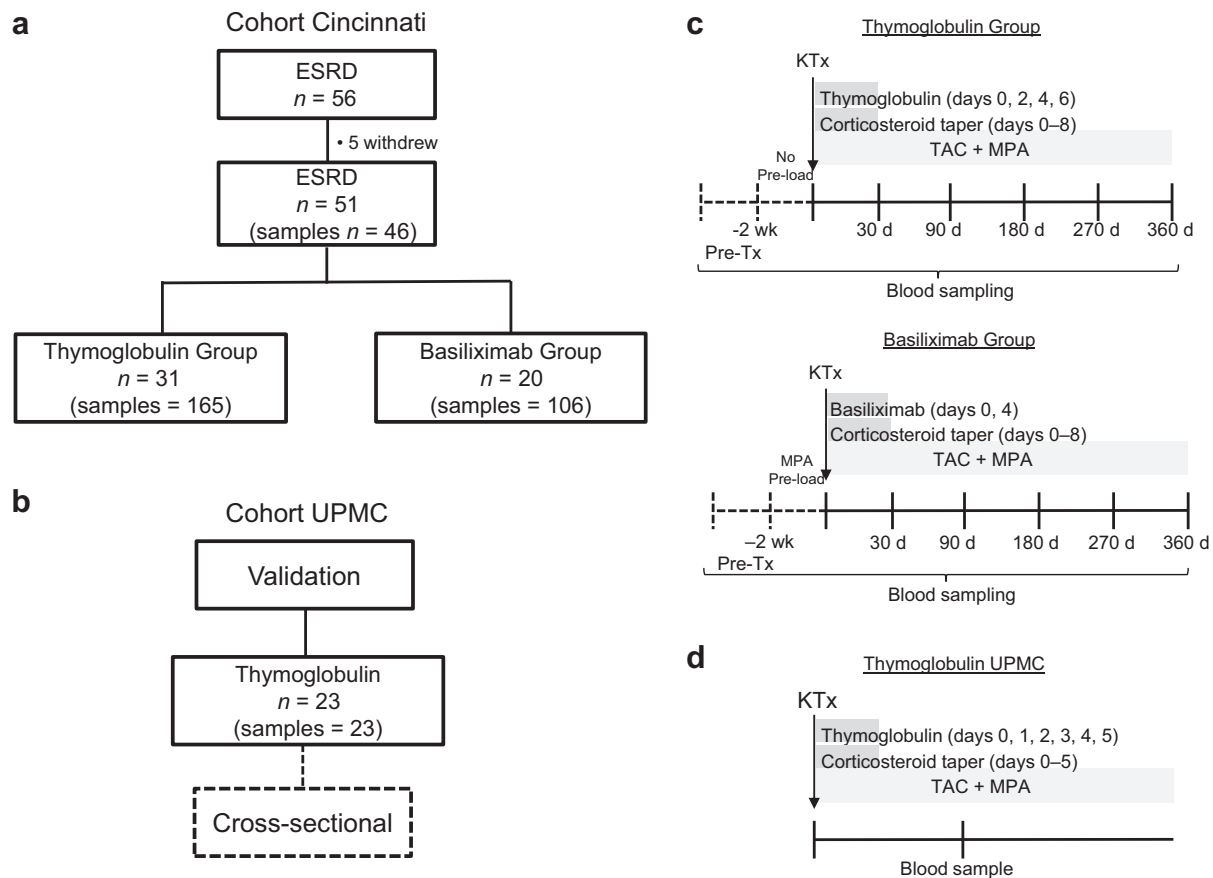 a
Cohort Cincinnati
ESRD
n = 56
• 5 withdrew
ESRD
n = 51
(samples n = 46)
Thymoglobulin Group
n = 31
(samples = 165)
Basiliximab Group
n = 20
(samples = 106)
b
Cohort UPMC
Validation
Thymoglobulin
n = 23
(samples = 23)
Cross-sectional
c
Thymoglobulin Group
KTx
Thymoglobulin (days 0, 2, 4, 6)
Corticosteroid taper (days 0–8)
TAC + MPA
No
Pre-load
-2 wk
30 d
90 d
180 d
270 d
360 d
Pre-Tx
Blood sampling
Basiliximab Group
KTx
Basiliximab (days 0, 4)
Corticosteroid taper (days 0–8)
TAC + MPA
MPA
Pre-load
–2 wk
30 d
90 d
180 d
270 d
360 d
Pre-Tx
Blood sampling
d
Thymoglobulin UPMC
KTx
Thymoglobulin (days 0, 1, 2, 3, 4, 5)
Corticosteroid taper (days 0–5)
TAC + MPA
Blood sample